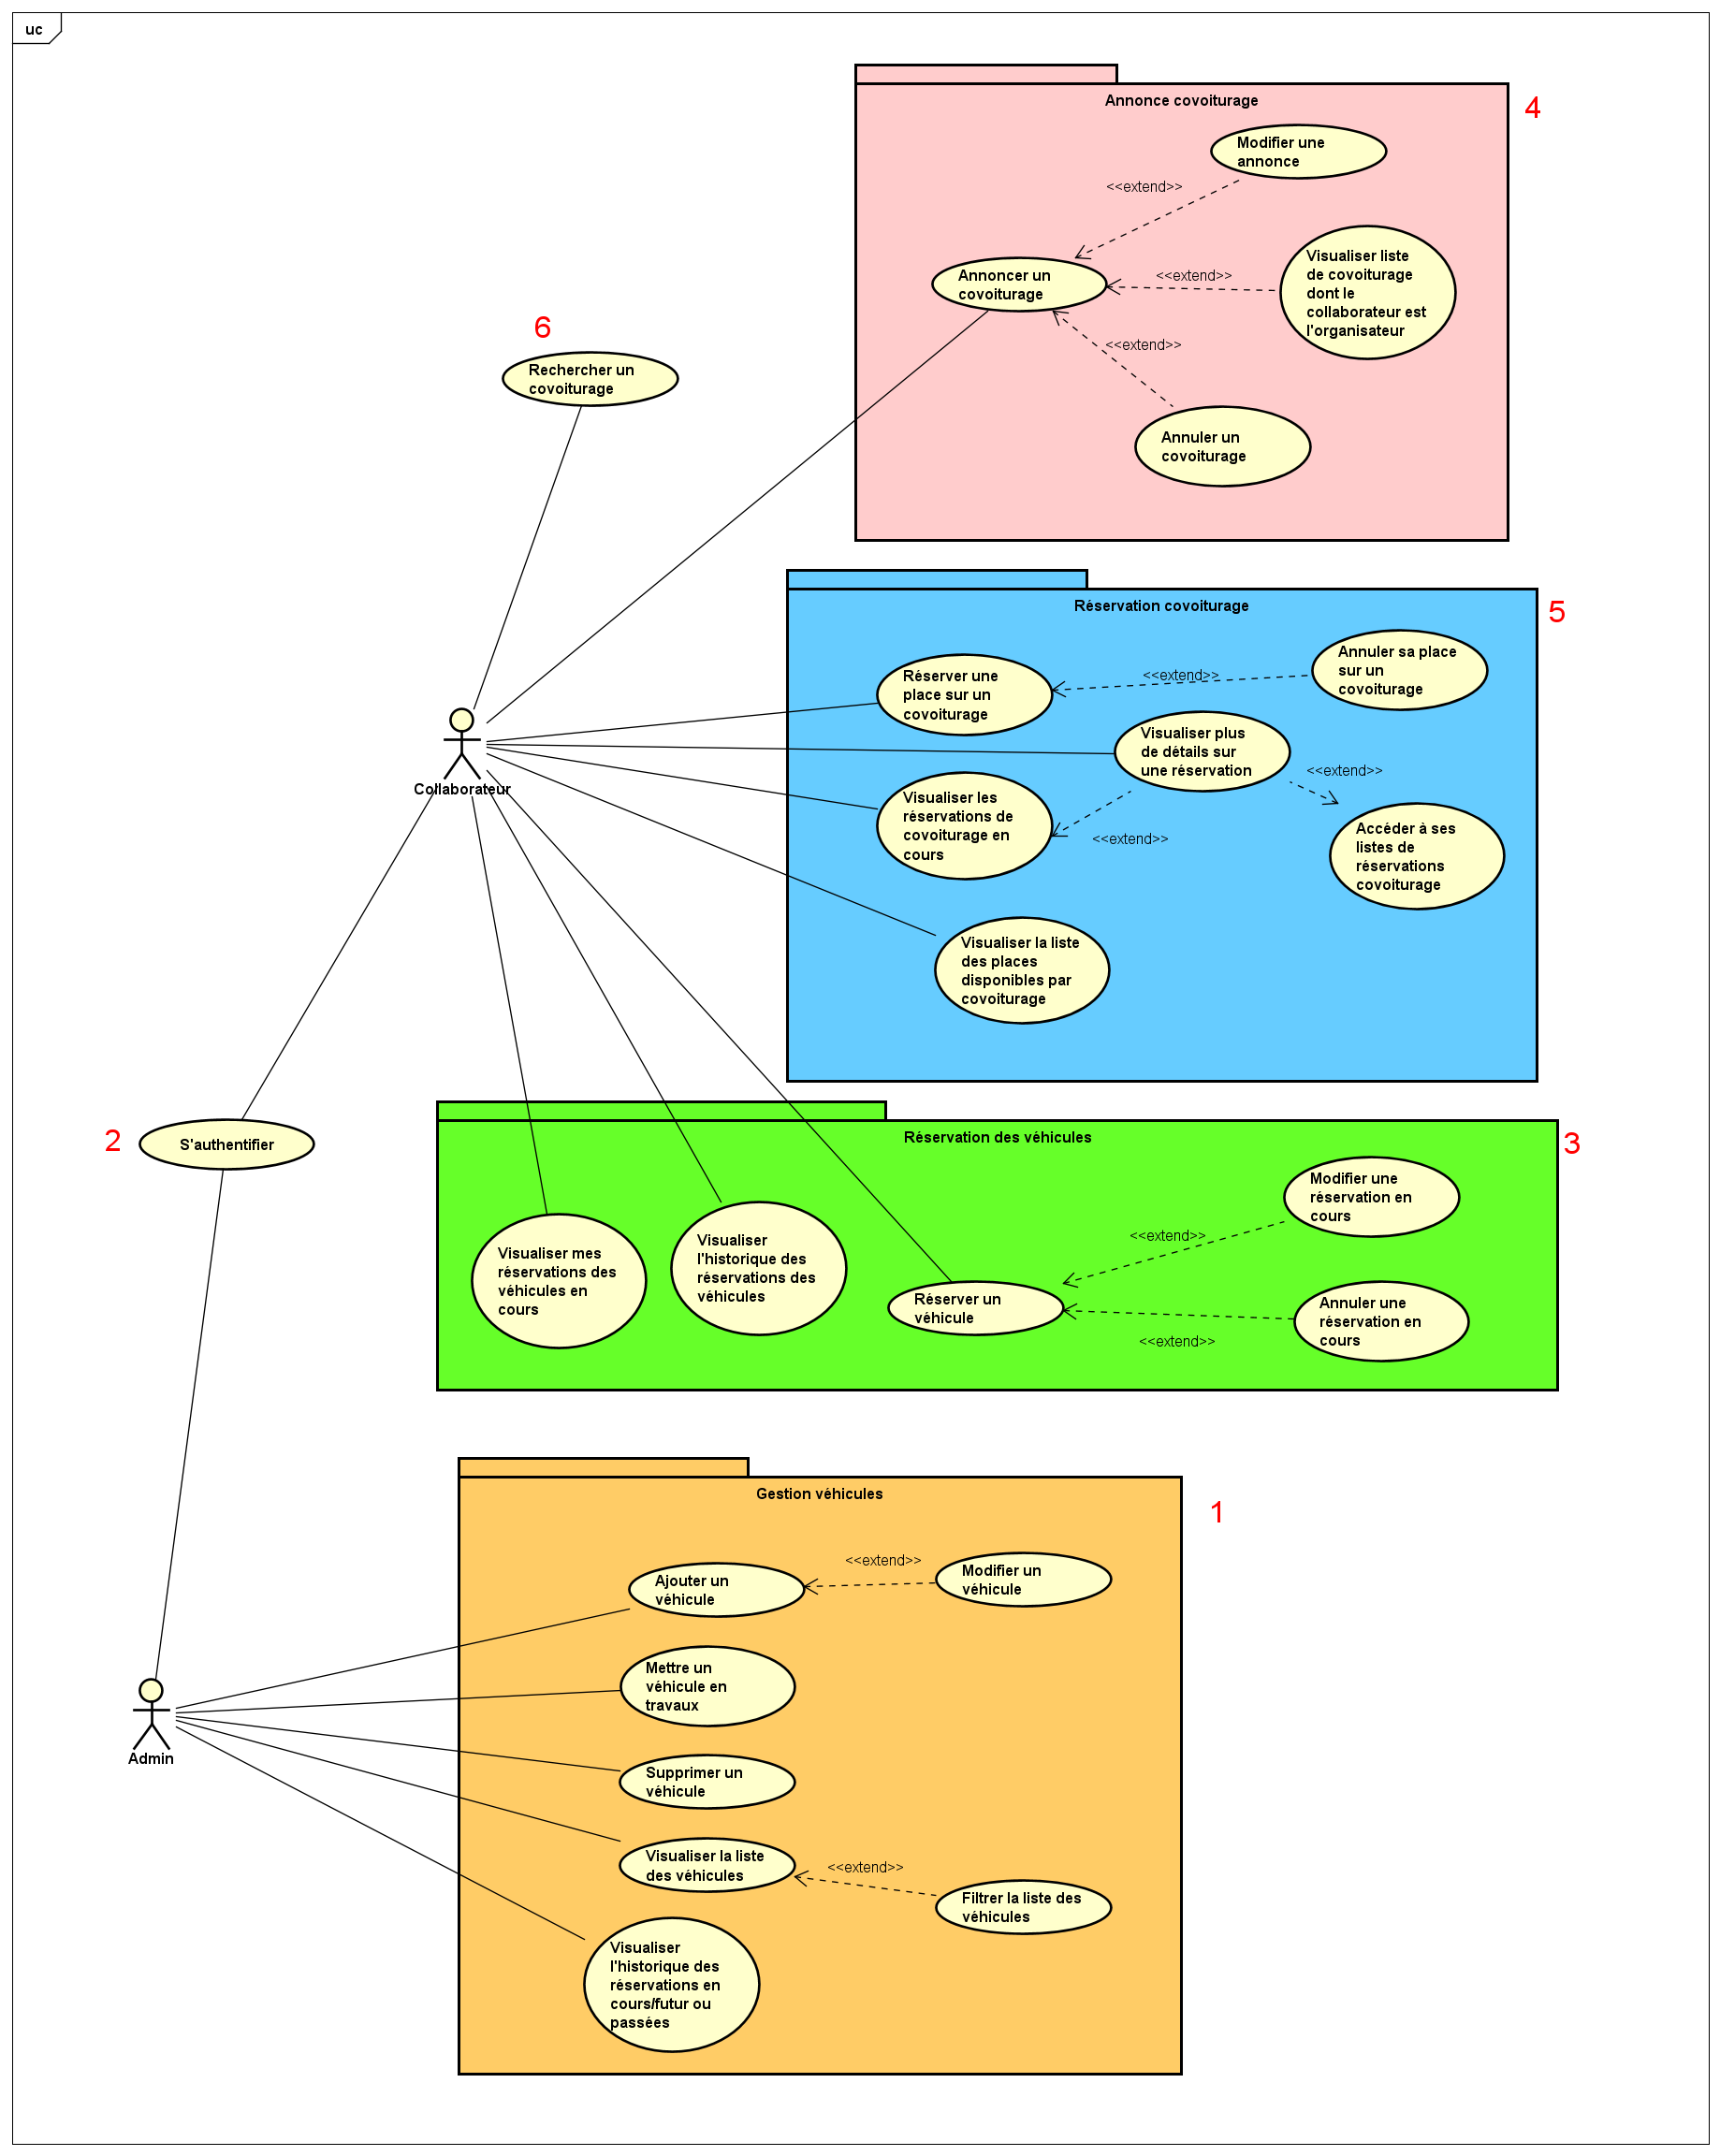 uc
Annonce covoiturage
4
Modifier une
annonce
<<extend>>
Visualiser liste
de covoiturage
dont le
collaborateur est
l'organisateur
<<extend>>
Annoncer un
covoiturage
<<extend>>
Annuler un
covoiturage
6
Rechercher un
covoiturage
Réservation covoiturage
5
Réserver une
place sur un
covoiturage
<<extend>>
Annuler sa place
sur un
covoiturage
Visualiser plus
de détails sur
une réservation
<<extend>>
Collaborateur
Visualiser les
réservations de
covoiturage en
cours
<<extend>>
Accéder à ses
listes de
réservations
covoiturage
Visualiser la liste
des places
disponibles par
covoiturage
2
S'authentifier
Réservation des véhicules
3
Modifier une
réservation en
cours
<<extend>>
Visualiser mes
réservations des
véhicules en
cours
Visualiser
l'historique des
réservations des
véhicules
Réserver un
véhicule
Annuler une
réservation en
cours
<<extend>>
Gestion véhicules
1
Ajouter un
véhicule
<<extend>>
Modifier un
véhicule
Mettre un
véhicule en
travaux
Admin
Supprimer un
véhicule
Visualiser la liste
des véhicules
<<extend>>
Filtrer la liste des
véhicules
Visualiser
l'historique des
réservations en
cours/futur ou
passées